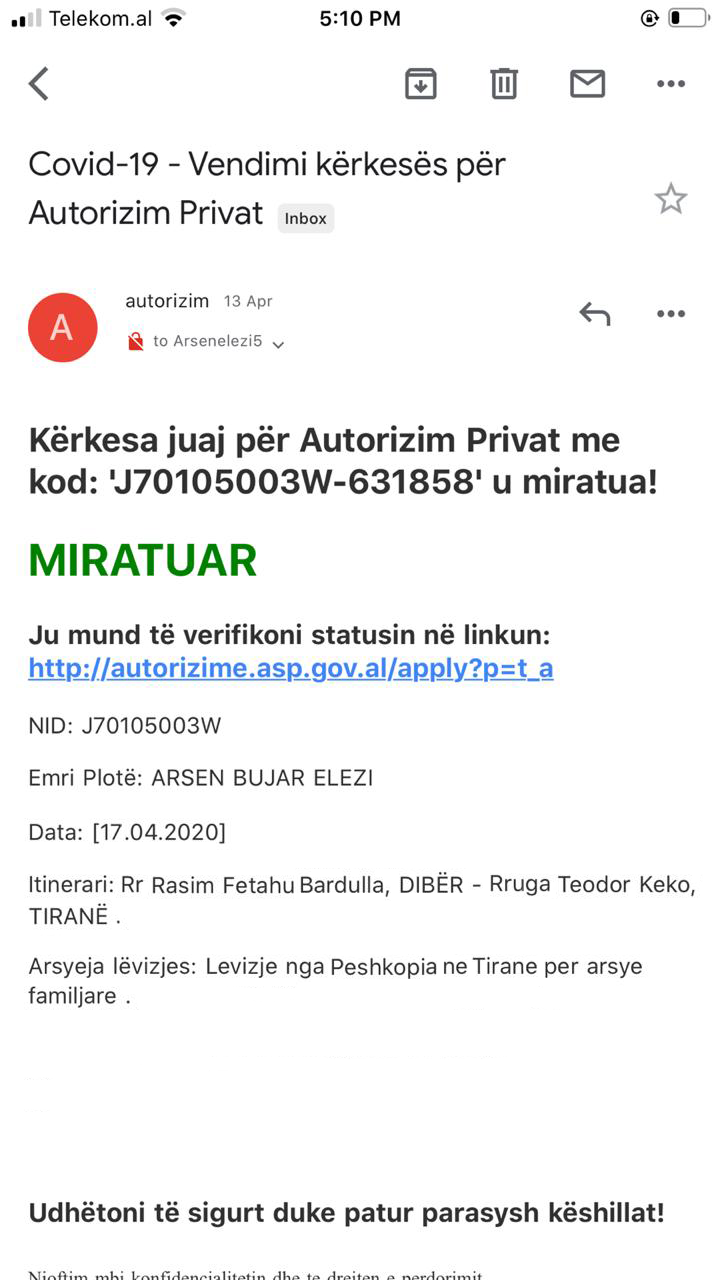 Telekom.al
5:10 PM
Covid-19 - Vendimi kërkesës për
Autorizim Privat Inbox
A
autorizim 13 Apr
to Arsenelezi5
Kërkesa juaj për Autorizim Privat me
kod: 'J70105003W-631858' u miratua!
MIRATUAR
Ju mund të verifikoni statusin në linkun:
http://autorizime.asp.gov.al/apply?p=t_a
NID: J70105003W
Emri Plotë: ARSEN BUJAR ELEZI
Data: [17.04.2020]
Itinerari: Rr Rasim Fetahu Bardulla, DIBËR - Rruga Teodor Keko,
TIRANË .
Arsyeja lëvizjes: Levizje nga Peshkopia ne Tirane per arsye
familjare .
Udhëtoni të sigurt duke patur parasysh këshillat!
Njoftim mbi konfidencialitetin dhe te drejten e perdorimit